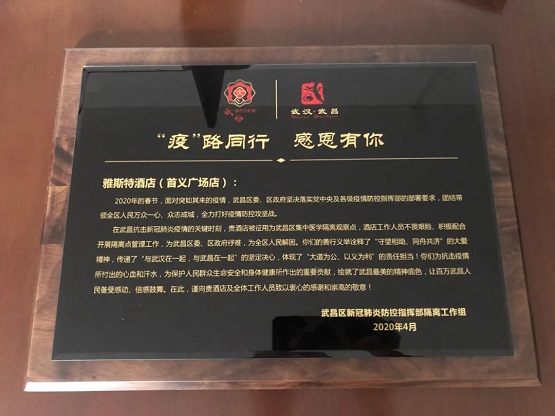 武汉·武昌
“疫”路同行 感恩有你
雅斯特酒店（首义广场店）：
2020年的春节，面对突如其来的疫情，武昌区委、区政府坚决落实党中央及各级疫情防控指挥部的部署要求，团结带
领全区人民万众一心、众志成城，全力打好疫情防控攻坚战。
在武昌抗击新冠肺炎疫情的关键时刻，贵酒店被征用为武昌区集中医学隔离观察点，酒店工作人员不畏艰险、积极配合
开展隔离点管理工作，为武昌区委、区政府纾难，为全区人民解困。你们的善行义举诠释了“守望相助、同舟共济”的大爱
精神，传递了“与武汉在一起，与武昌在一起”的坚定决心，体现了“大道为公、以义为利”的责任担当！你们为抗击疫情
所付出的心血和汗水，为保护人民群众生命安全和身体健康所作出的重要贡献，绘就了武昌最美的精神底色，让百万武昌人
民备受感动、倍感鼓舞。在此，谨向贵酒店及全体工作人员致以衷心的感谢和崇高的敬意！
武昌区新冠肺炎防控指挥部隔离工作组
2020年4月